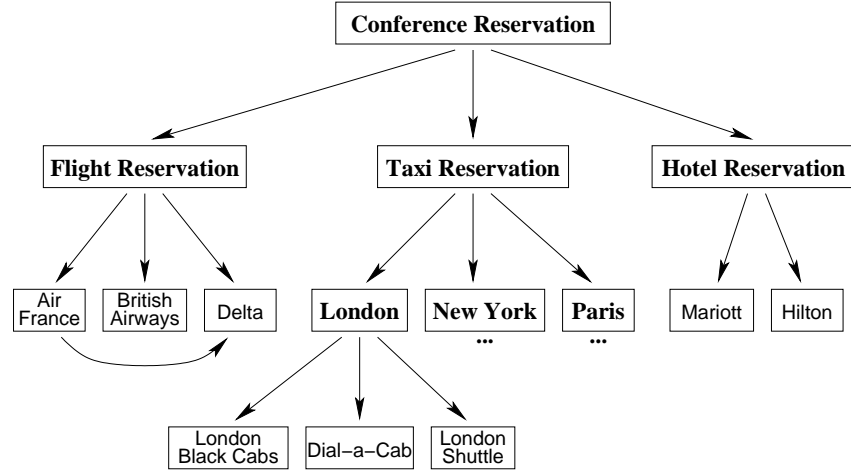 Conference Reservation
Flight Reservation
Taxi Reservation
Hotel Reservation
Air
France
British
Airways
Delta
London
New York
...
Paris
...
Mariott
Hilton
London
Black Cabs
Dial−a−Cab
London
Shuttle